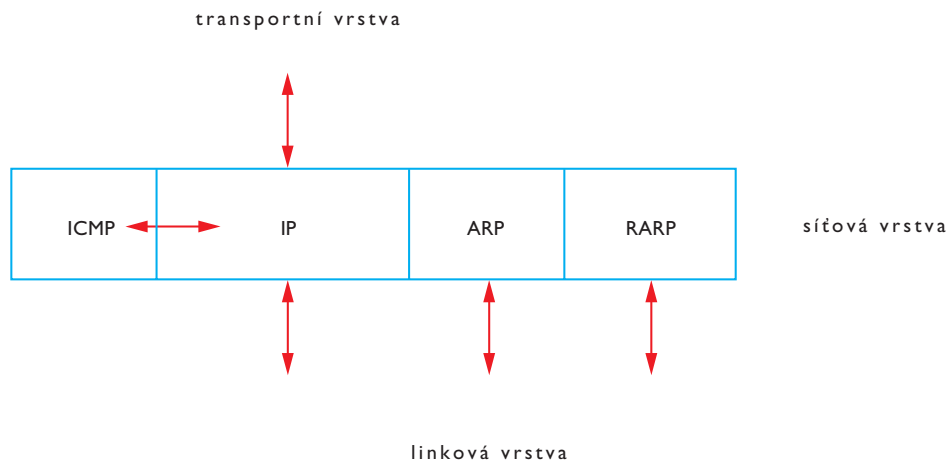 transportní vrstva
ICMP IP ARP RARP síťová vrstva
linková vrstva